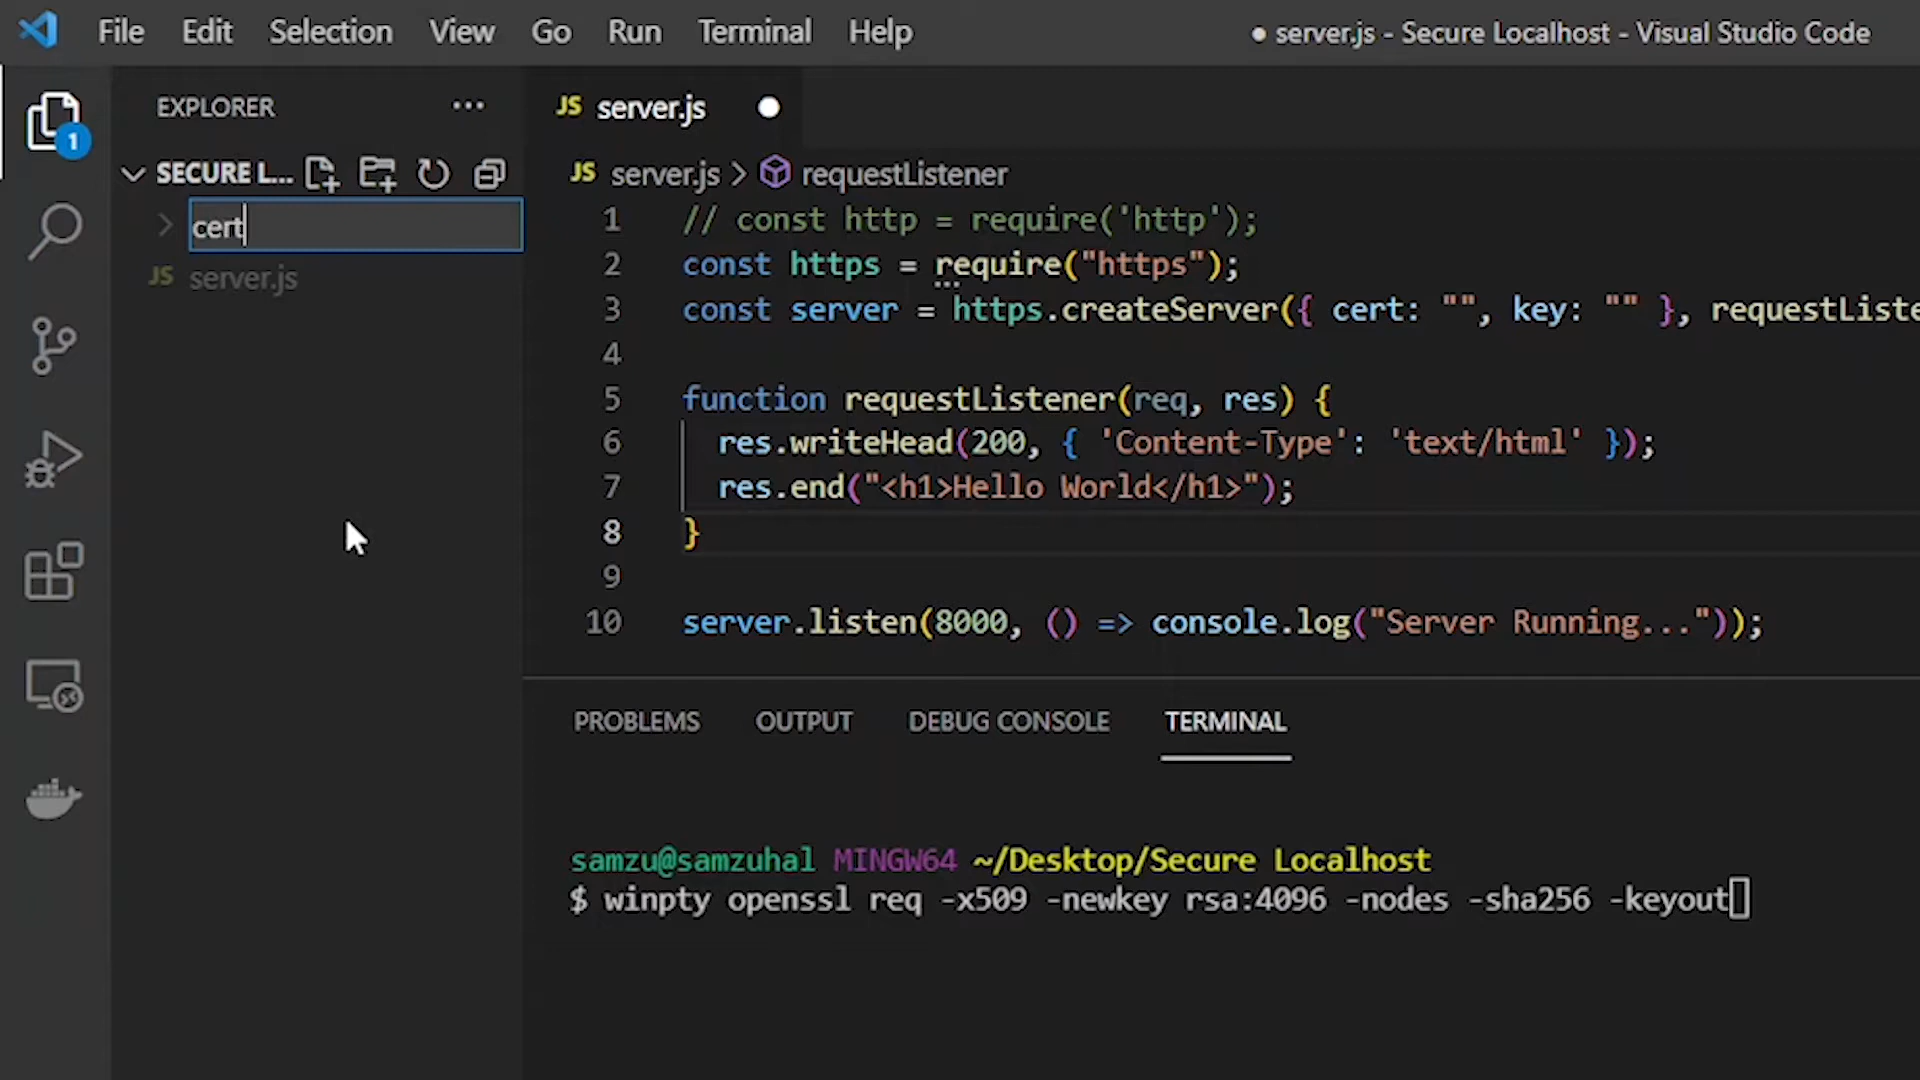 File Edit Selection View Go Run Terminal Help
● server.js - Secure Localhost - Visual Studio Code
EXPLORER ...
1
SECURE L...
cert
JS server.js
JS server.js
JS server.js > requestListener
1 // const http = require('http');
2 const https = require("https");
3 const server = https.createServer({ cert: "", key: "" }, requestListe
4
5 function requestListener(req, res) {
6 res.writeHead(200, { 'Content-Type': 'text/html' });
7 res.end("<h1>Hello World</h1>");
8 }
9
10 server.listen(8000, () => console.log("Server Running..."));
PROBLEMS OUTPUT DEBUG CONSOLE TERMINAL
samzu@samzuhal MINGW64 ~/Desktop/Secure Localhost
$ winpty openssl req -x509 -newkey rsa:4096 -nodes -sha256 -keyout